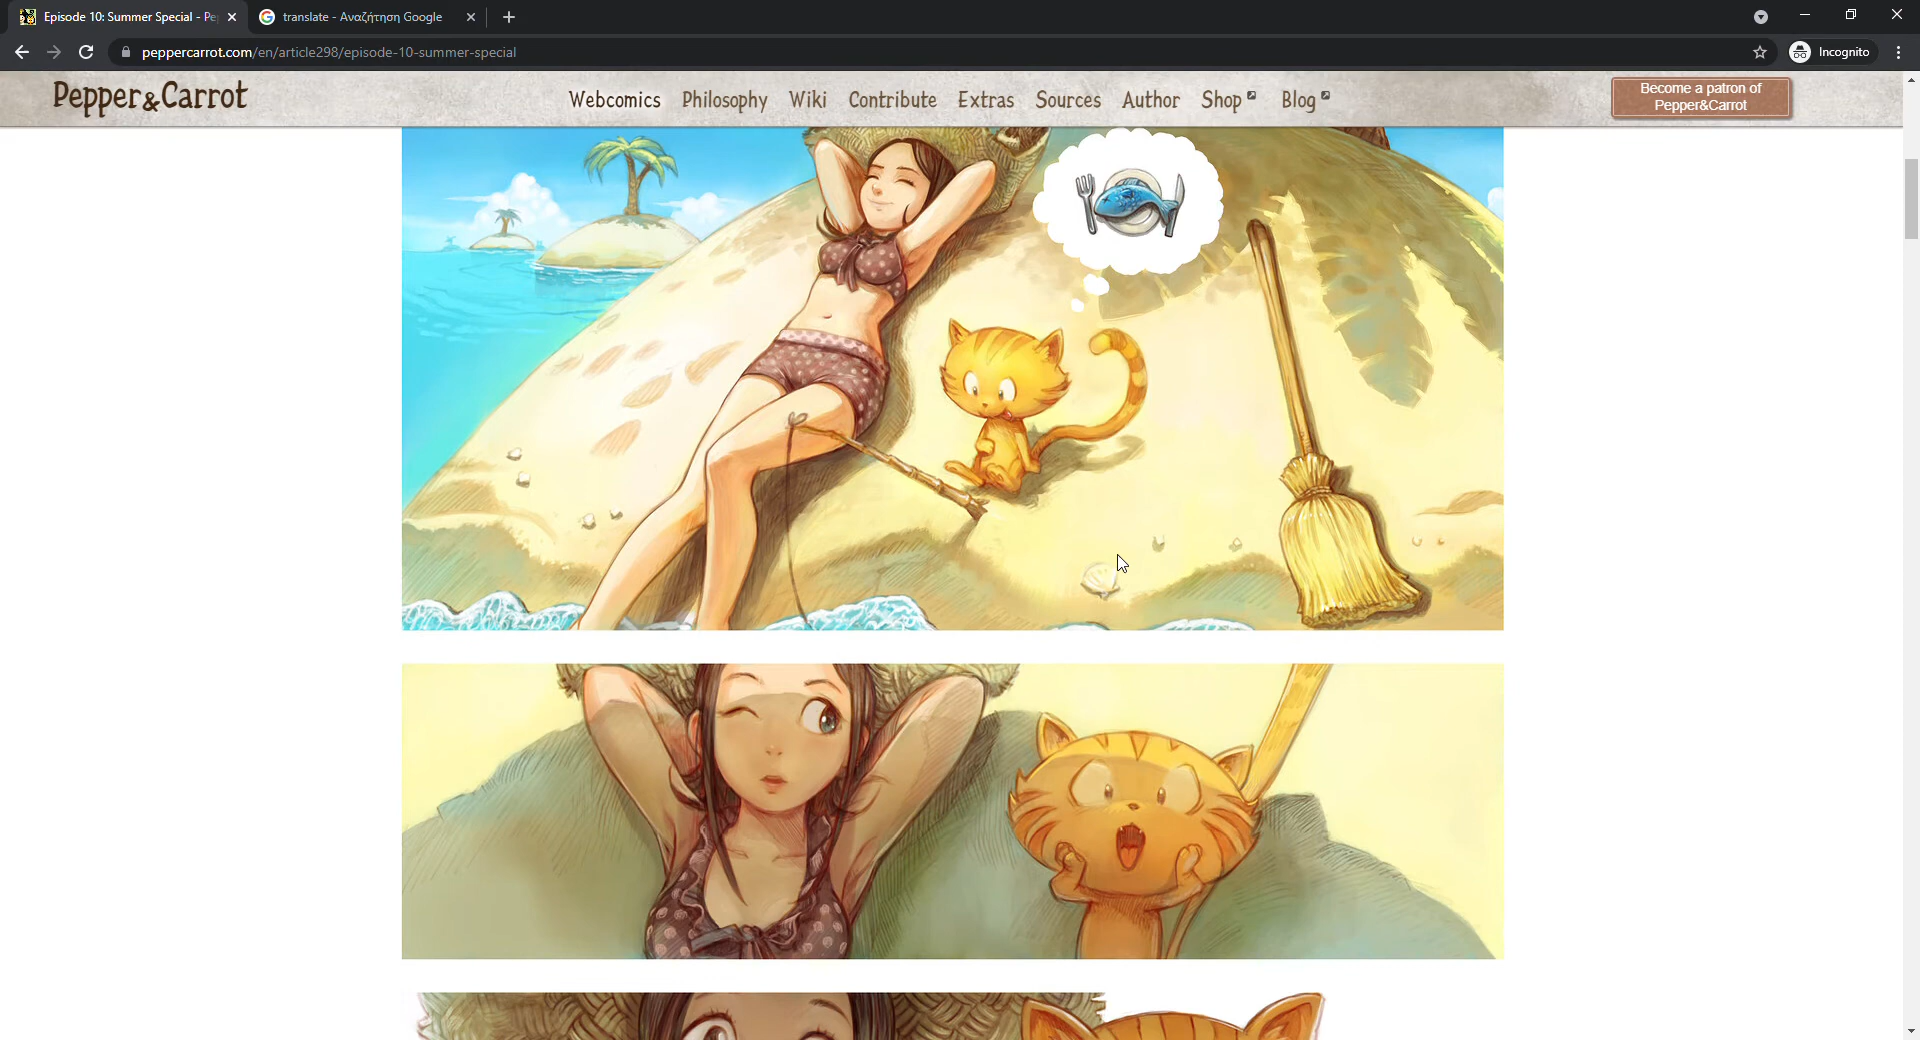 Episode 10: Summer Special - Pe
translate - Αναζήτηση Google
peppercarrot.com/en/article298/episode-10-summer-special
Incognito
Pepper&Carrot
Webcomics Philosophy Wiki Contribute Extras Sources Author Shop Blog
Become a patron of
Pepper&Carrot